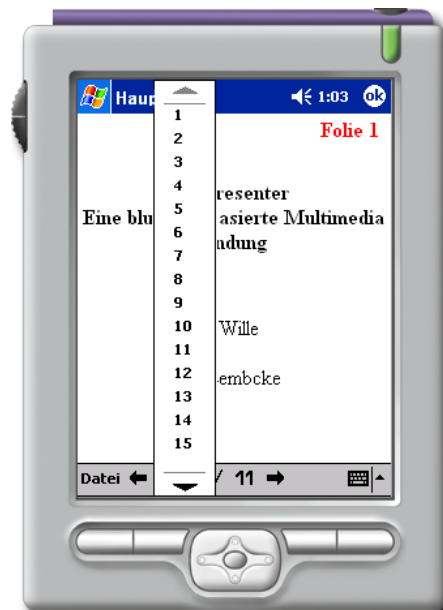 Haup
1:03 ok
Folie 1
1
2
3
4
5
6
7
8
9
10
11
12
13
14
15
resenter
Eine blu asierte Multimedia
ndung
Wille
embcke
Datei / 11